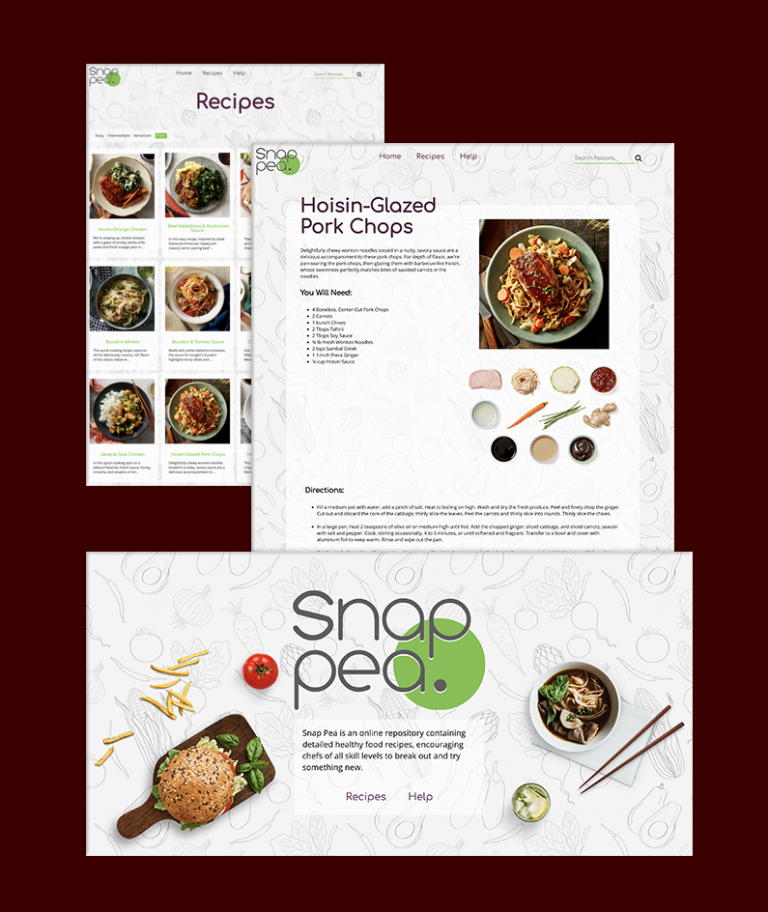 Snap
pea.
Home Recipes Help
Search Recipes...
Recipes
Easy Intermediate Advanced
Ancho-Orange Chicken
Beef Medallions & Mushroom
Sauce
Bucatini Alfredo
Bucatini & Tomato Sauce
General Tso's Chicken
Hoisin-Glazed Pork Chops
Snap
pea.
Home Recipes Help
Search Recipes...
Hoisin-Glazed
Pork Chops
Delightfully chewy wonton noodles tossed in a nutty, savory sauce are a
delicious accompaniment to these pork chops. For depth of flavor, we're
pan-searing the pork chops, then glazing them with barbecue-like hoisin,
whose sweetness perfectly matches bites of sautéed carrots in the
noodles.
You Will Need:
4 Boneless, Center-Cut Pork Chops
2 Carrots
1 bunch Chives
2 Tbsps Tahini
2 Tbsps Soy Sauce
¾ lb Fresh Wonton Noodles
2 tsps Sambal Oelek
1 1-Inch Piece Ginger
¼ cup Hoisin Sauce
Directions:
Fill a medium pot with water; add a pinch of salt. Heat to boiling on high. Wash and dry the fresh produce. Peel and finely chop the ginger.
Cut out and discard the core of the cabbage; thinly slice the leaves. Peel the carrots and thinly slice into rounds. Thinly slice the chives.
In a large pan, heat 2 teaspoons of olive oil on medium high until hot. Add the chopped ginger, sliced cabbage, and sliced carrots; season
with salt and pepper. Cook, stirring occasionally, 4 to 5 minutes, or until softened and fragrant. Transfer to a bowl and cover with
aluminum foil to keep warm. Rinse and wipe out the pan.
Snap
pea.
Snap Pea is an online repository containing
detailed healthy food recipes, encouraging
chefs of all skill levels to break out and try
something new.
Recipes Help